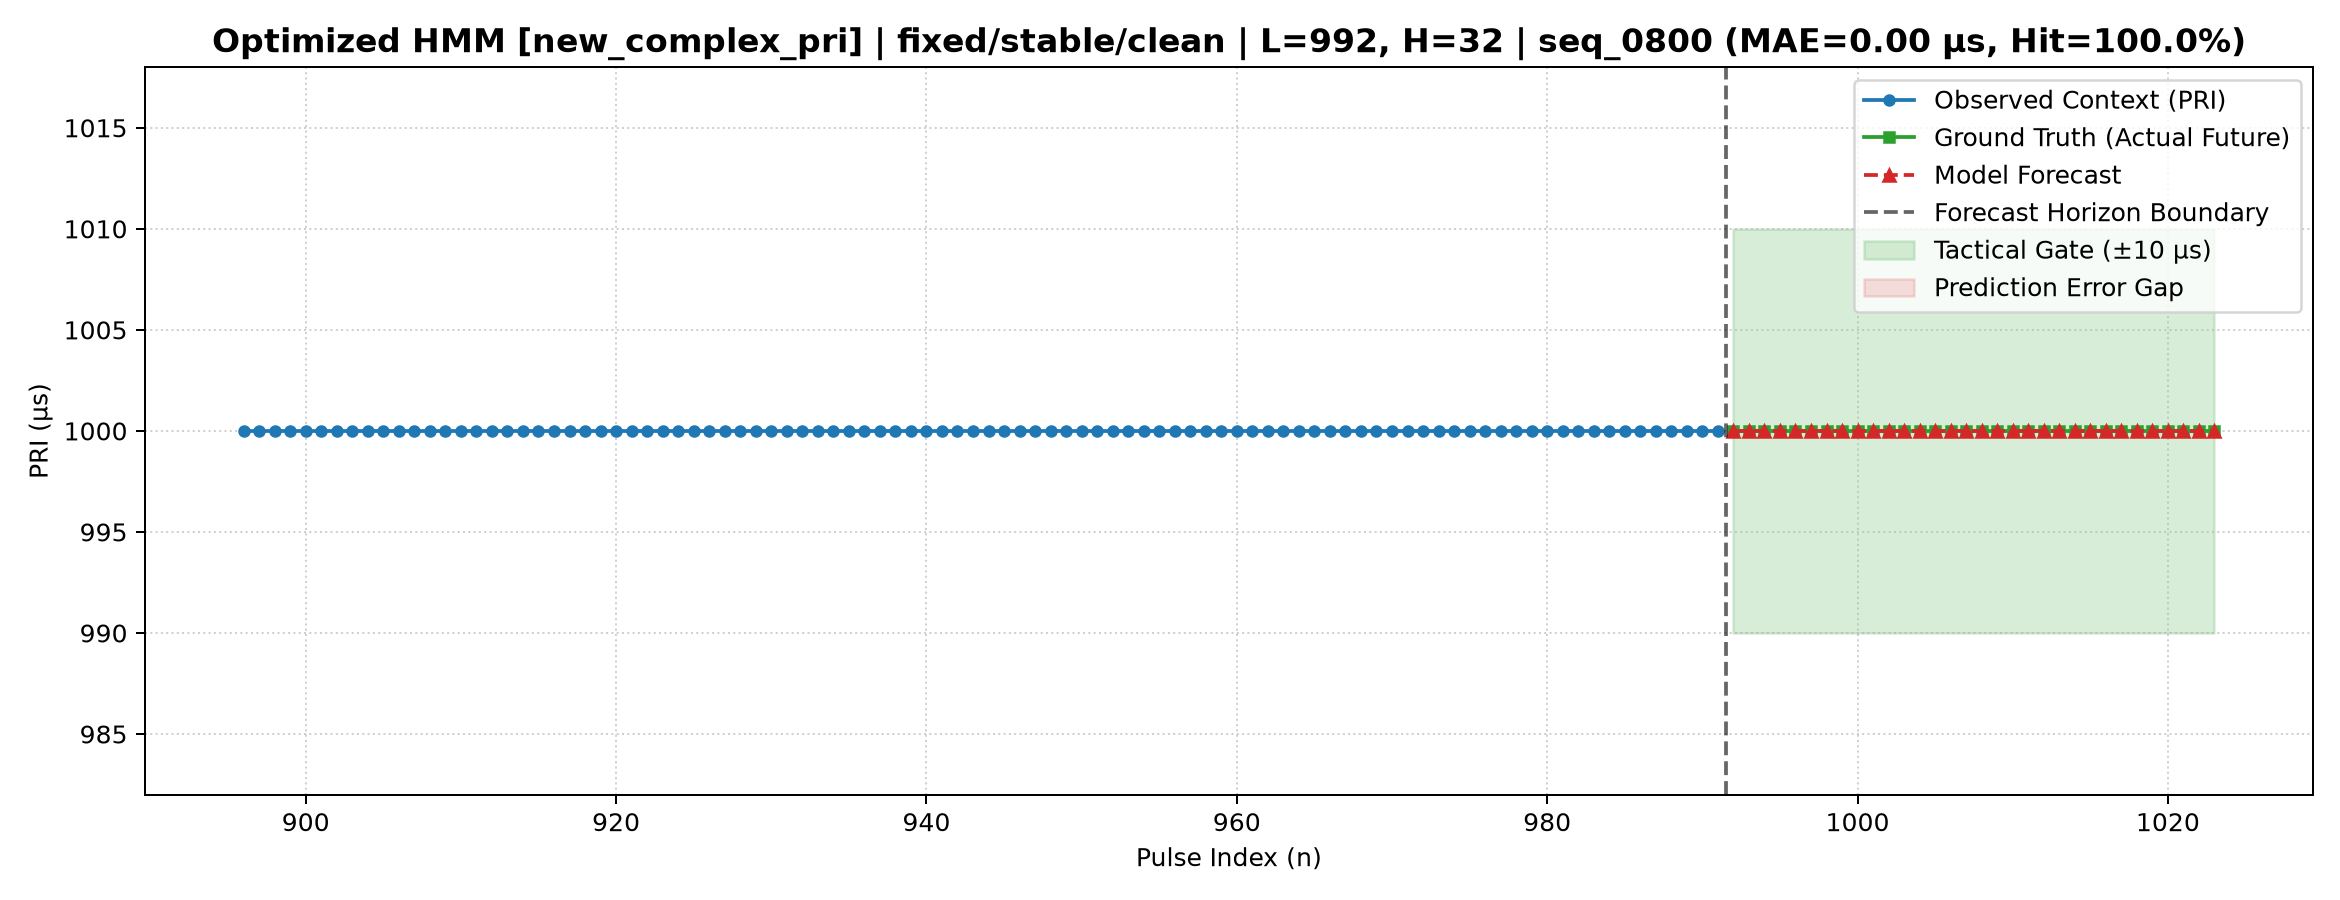 Optimized HMM [new_complex_pri] | fixed/stable/clean | L=992, H=32 | seq_0800 (MAE=0.00 µs, Hit=100.0%)
Observed Context (PRI)
Ground Truth (Actual Future)
Model Forecast
Forecast Horizon Boundary
Tactical Gate (±10 µs)
Prediction Error Gap
PRI (µs)
1015
1010
1005
1000
995
990
985
900 920 940 960 980 1000 1020
Pulse Index (n)